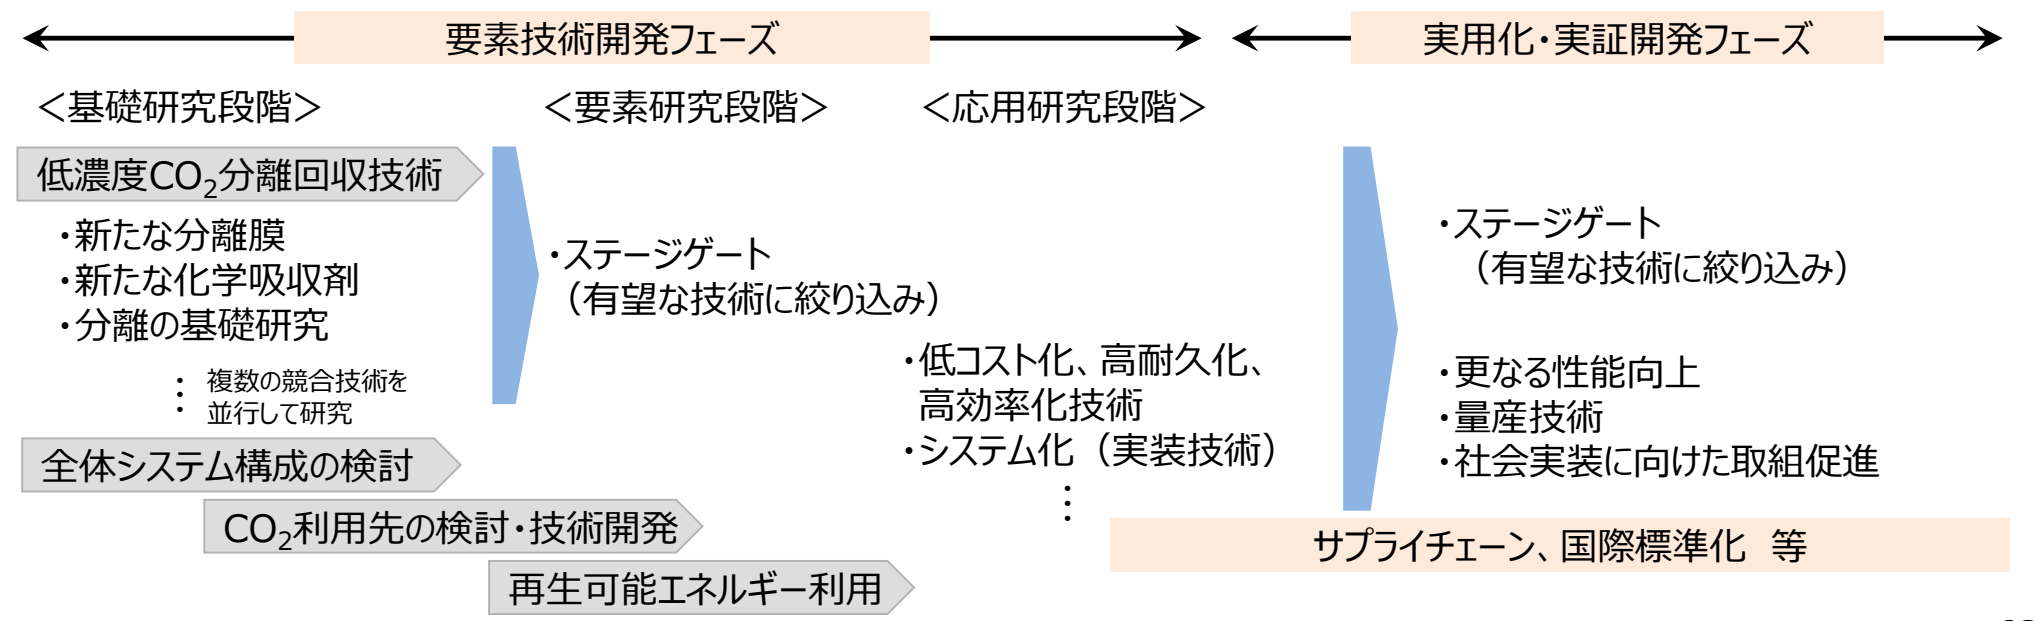 要素技術開発フェーズ
実用化・実証開発フェーズ
＜基礎研究段階＞
＜要素研究段階＞
＜応用研究段階＞
低濃度CO₂分離回収技術
・新たな分離膜
・新たな化学吸収剤
・分離の基礎研究
⋮ 複数の競合技術を
並行して研究
全体システム構成の検討
CO₂利用先の検討・技術開発
再生可能エネルギー利用
・ステージゲート
（有望な技術に絞り込み）
・低コスト化、高耐久化、
高効率化技術
・システム化（実装技術）
⋮
・ステージゲート
（有望な技術に絞り込み）
・更なる性能向上
・量産技術
・社会実装に向けた取組促進
サプライチェーン、国際標準化　等